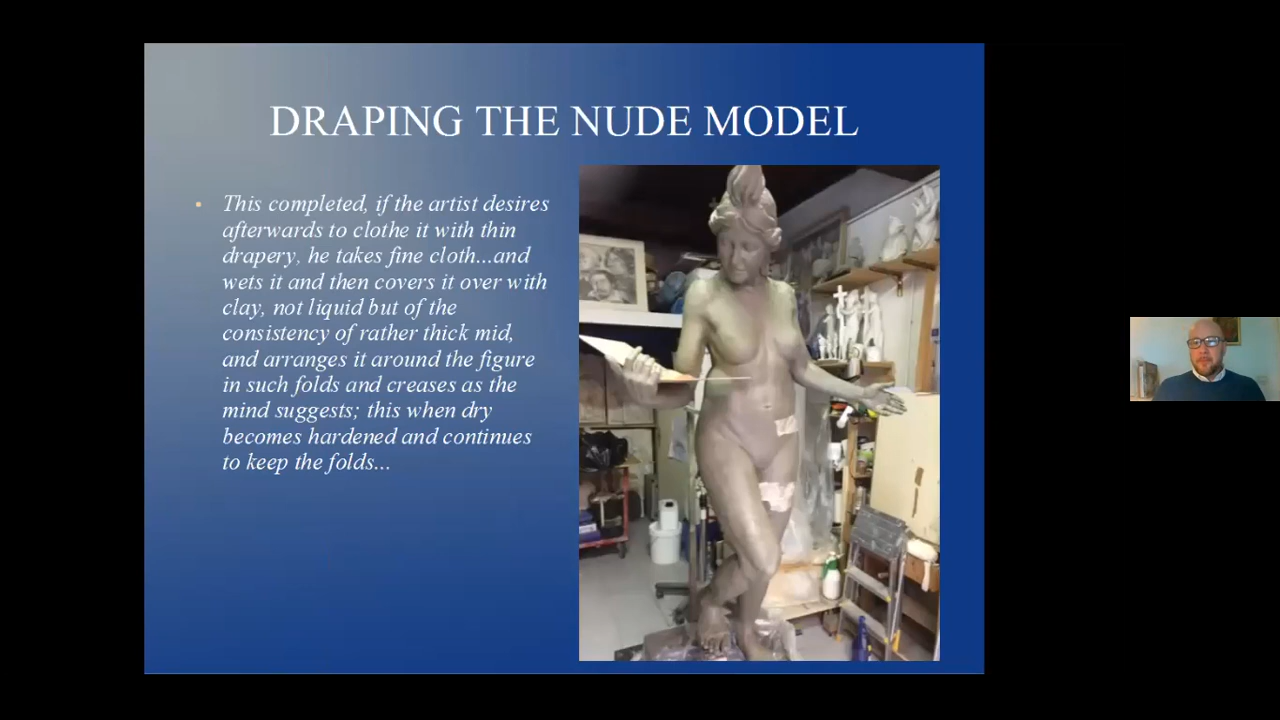 DRAPING THE NUDE MODEL
• This completed, if the artist desires
afterwards to clothe it with thin
drapery, he takes fine cloth...and
wets it and then covers it over with
clay, not liquid but of the
consistency of rather thick mid,
and arranges it around the figure
in such folds and creases as the
mind suggests; this when dry
becomes hardened and continues
to keep the folds...